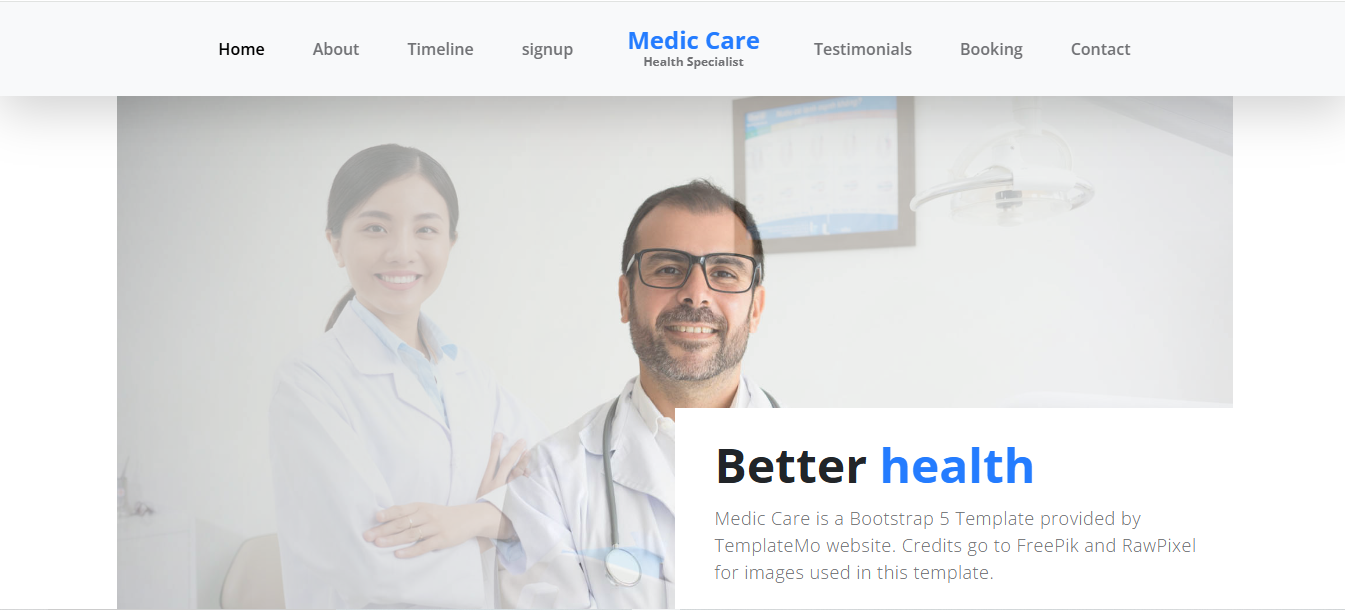 Home About Timeline signup Medic Care Testimonials Booking Contact
Health Specialist
Better health
Medic Care is a Bootstrap 5 Template provided by
TemplateMo website. Credits go to FreePik and RawPixel
for images used in this template.